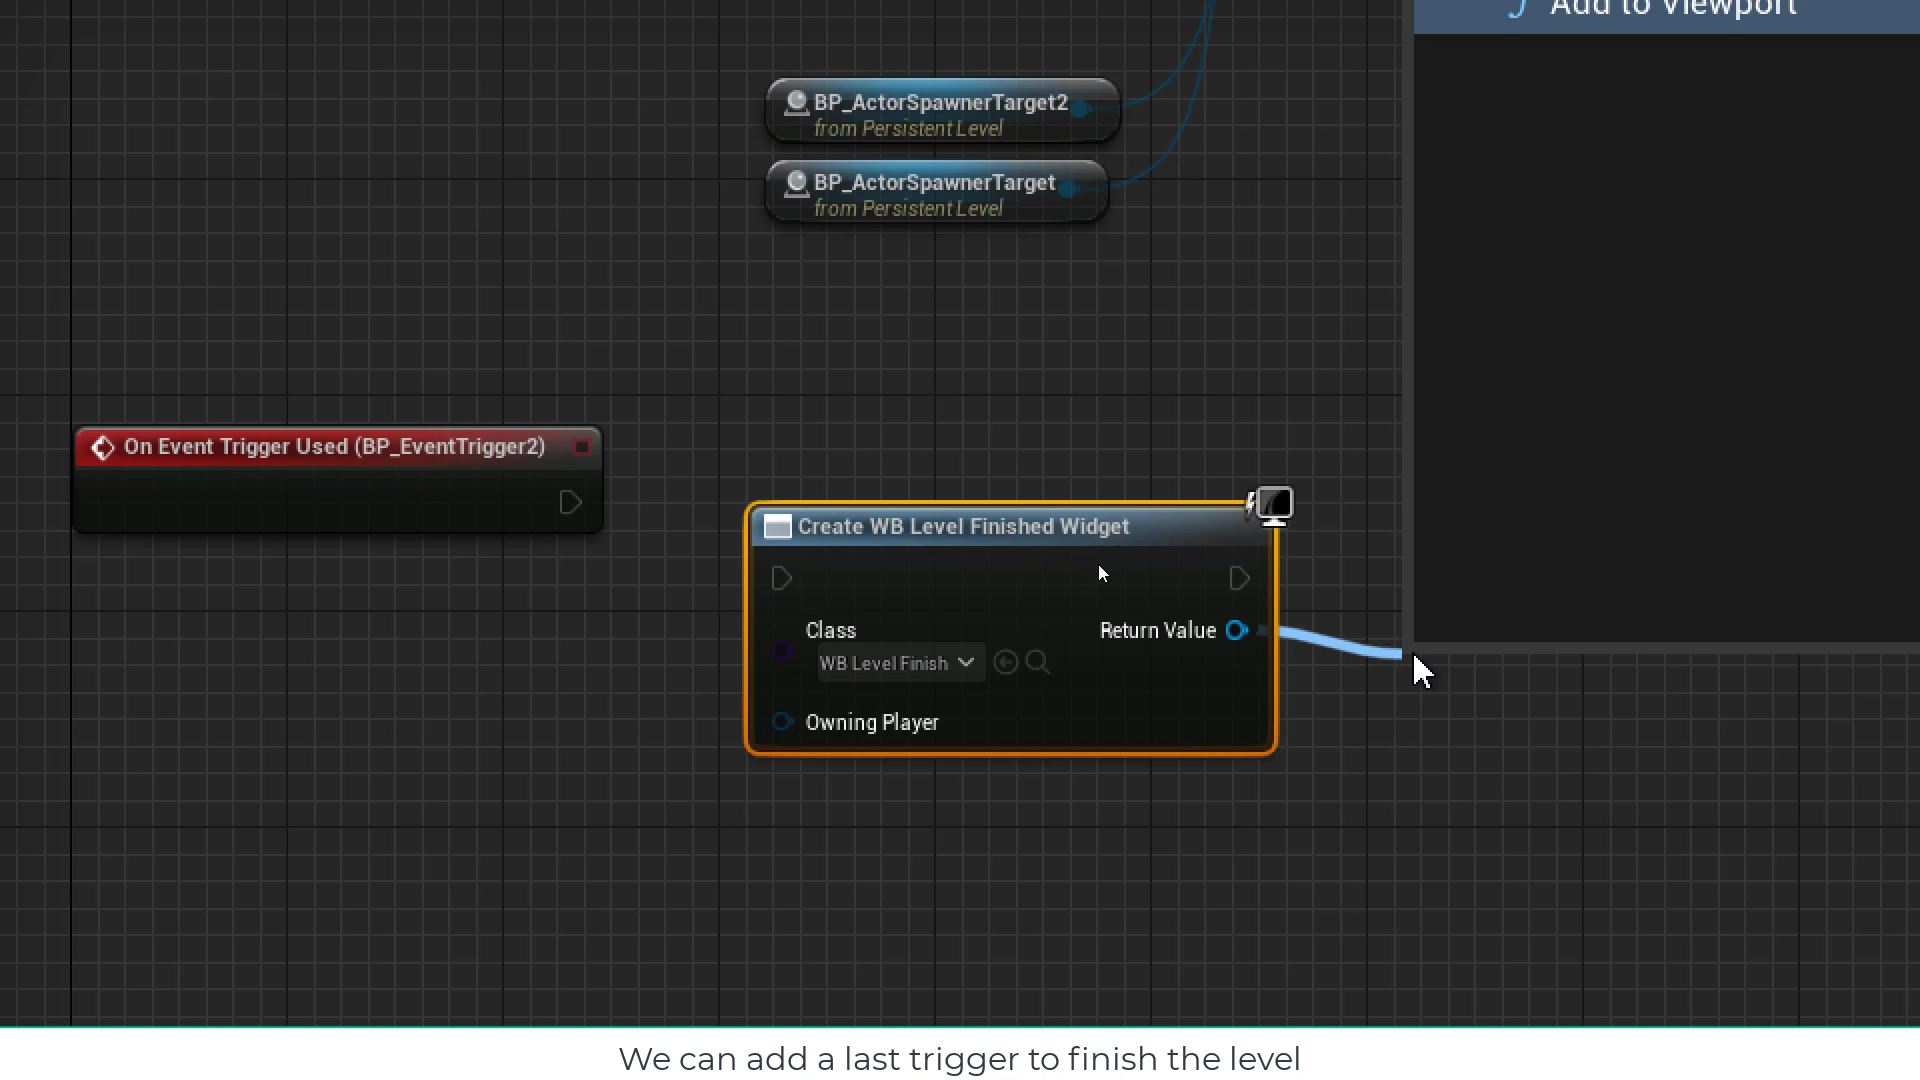 Add to Viewport
BP_ActorSpawnerTarget2
from Persistent Level
BP_ActorSpawnerTarget
from Persistent Level
On Event Trigger Used (BP_EventTrigger2)
Create WB Level Finished Widget
Class
WB Level Finish
Return Value
Owning Player
We can add a last trigger to finish the level